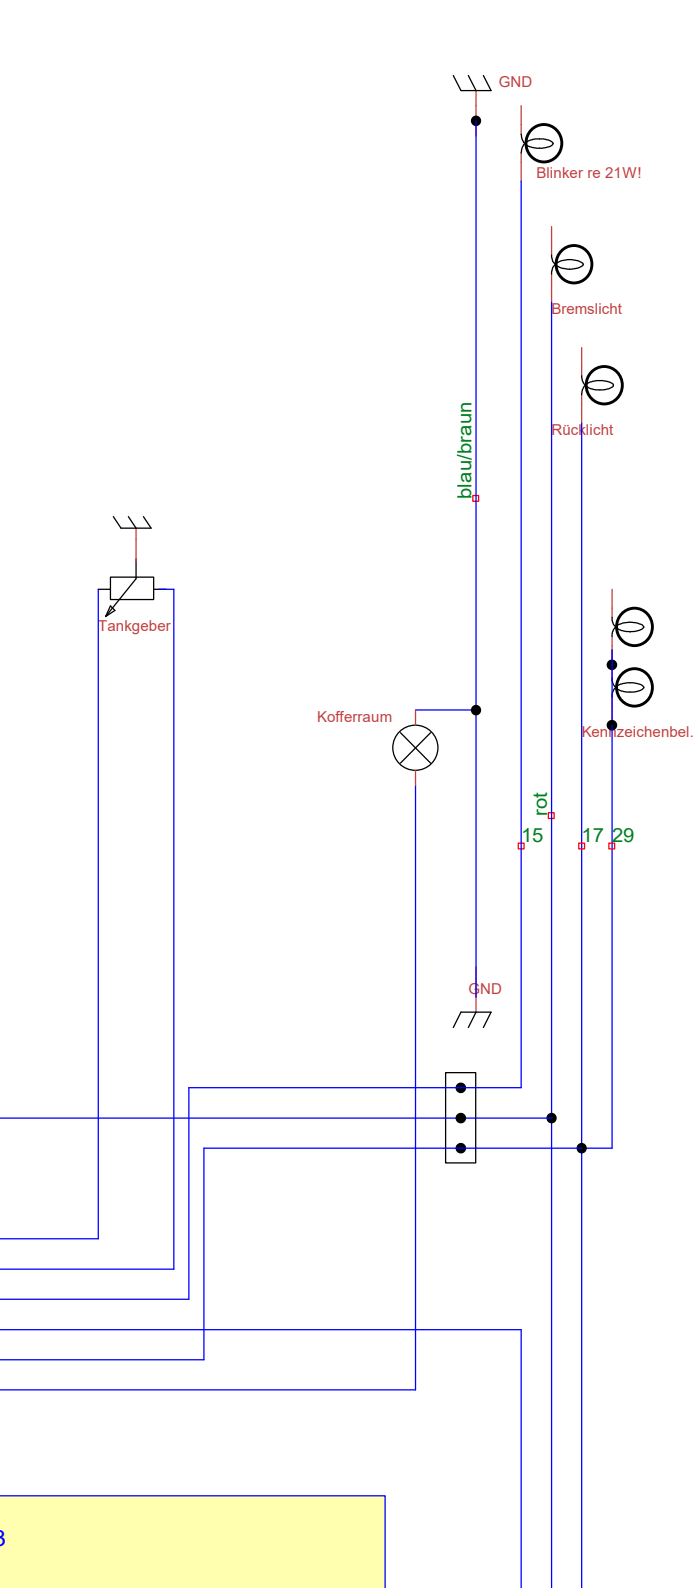 GND
Blinker re 21W!
Bremslicht
blau/braun
Rücklicht
Tankgeber
Kofferraum
Kennzeichenbel.
rot
15
17
29
GND